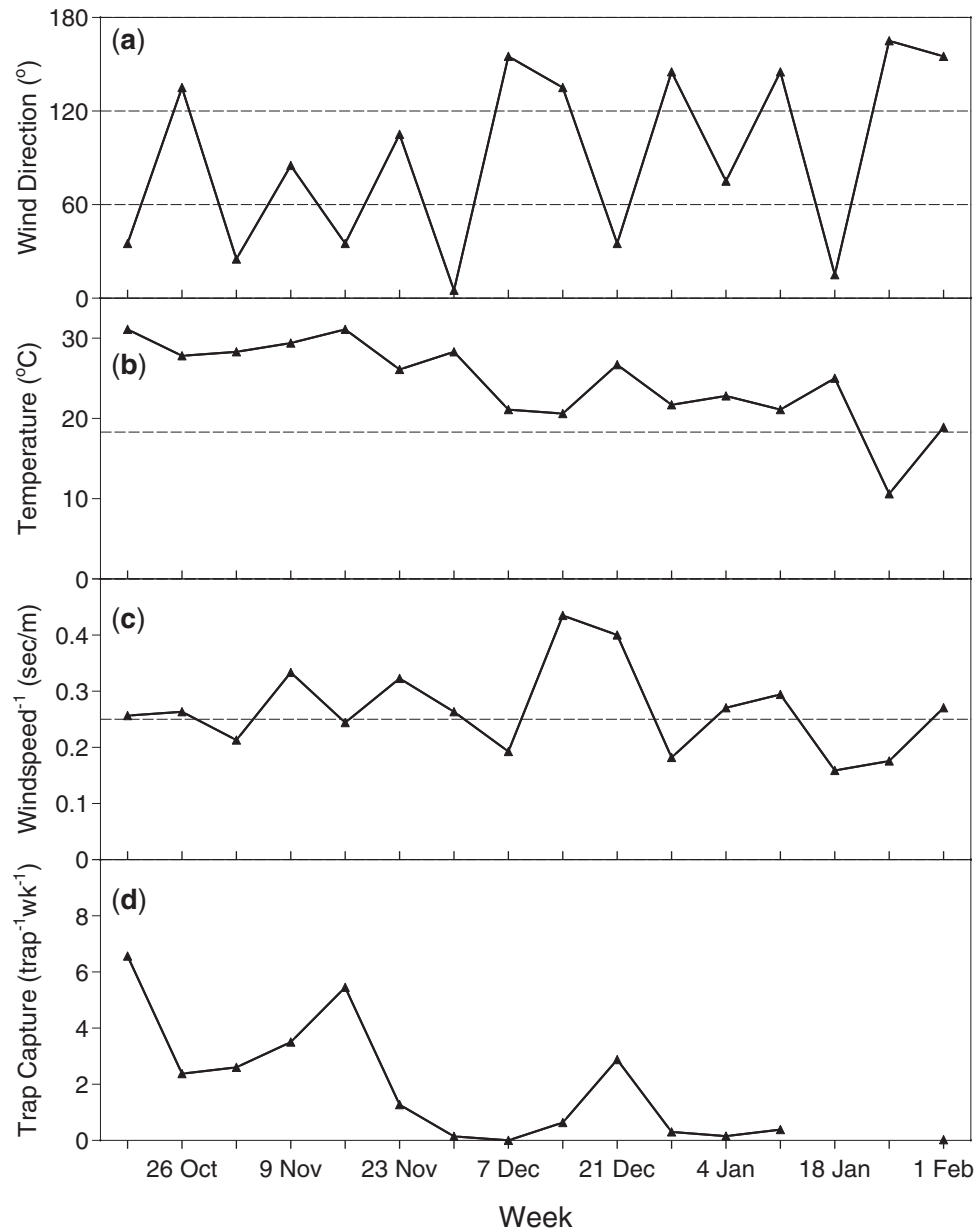 180
(a)
120
60
0
Wind Direction (°)
30
(b)
20
10
0
Temperature (°C)
(c)
0.4
0.3
0.2
0.1
0
Windspeed⁻¹ (sec/m)
(d)
8
6
4
2
0
Trap Capture (trap⁻¹wk⁻¹)
26 Oct 9 Nov 23 Nov 7 Dec 21 Dec 4 Jan 18 Jan 1 Feb
Week